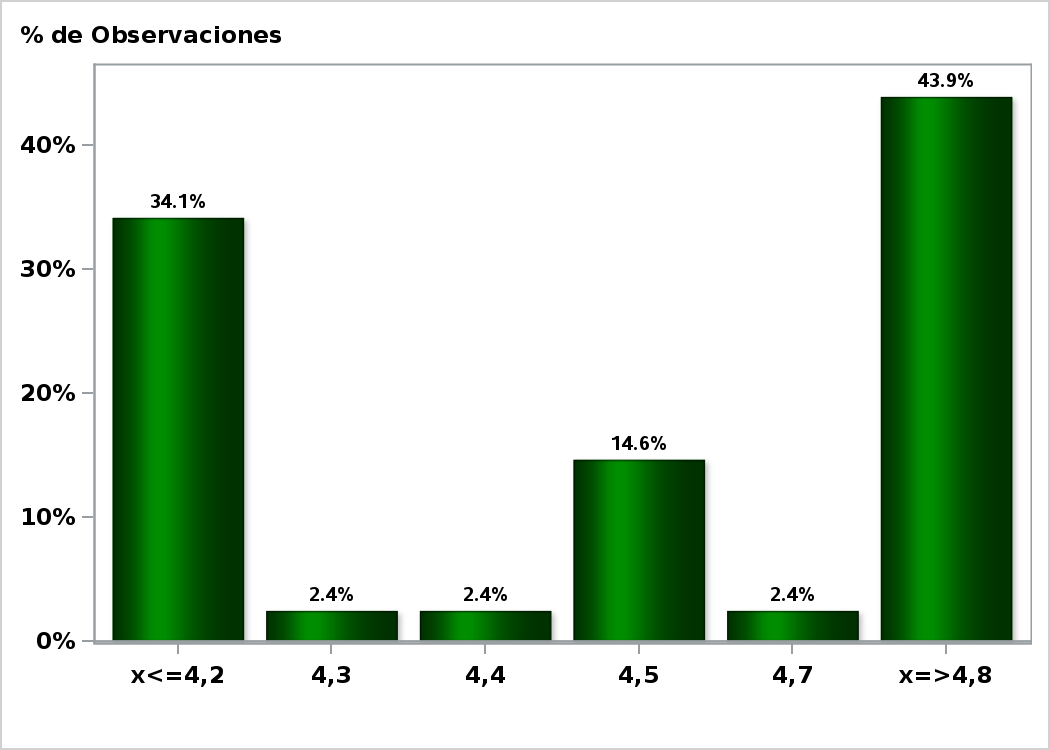 % de Observaciones
43.9%
40%
34.1%
30%
20%
14.6%
10%
2.4% 2.4% 2.4%
0%
x<=4,2 4,3 4,4 4,5 4,7 x=>4,8